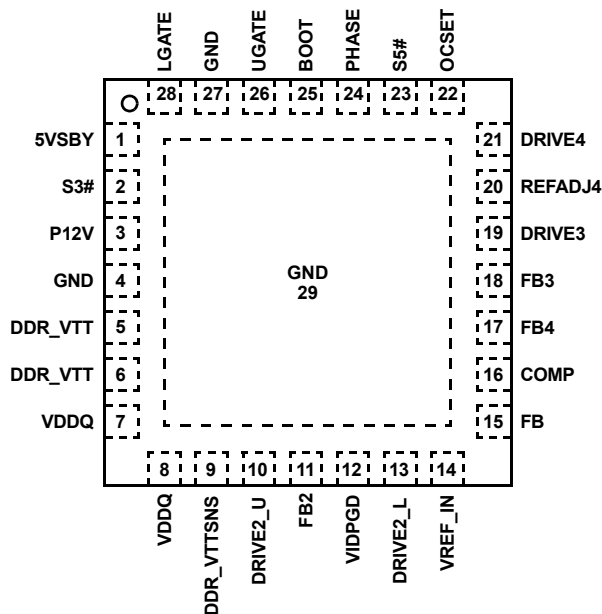 LGATE
GND
UGATE
BOOT
PHASE
S5#
OCSET
28
27
26
25
24
23
22
5VSBY
1
S3#
2
P12V
3
GND
4
DDR_VTT
5
DDR_VTT
6
VDDQ
7
GND
29
21
DRIVE4
20
REFADJ4
19
DRIVE3
18
FB3
17
FB4
16
COMP
15
FB
8
9
10
11
12
13
14
VDDQ
DDR_VTTSNS
DRIVE2_U
FB2
VIDPGD
DRIVE2_L
VREF_IN